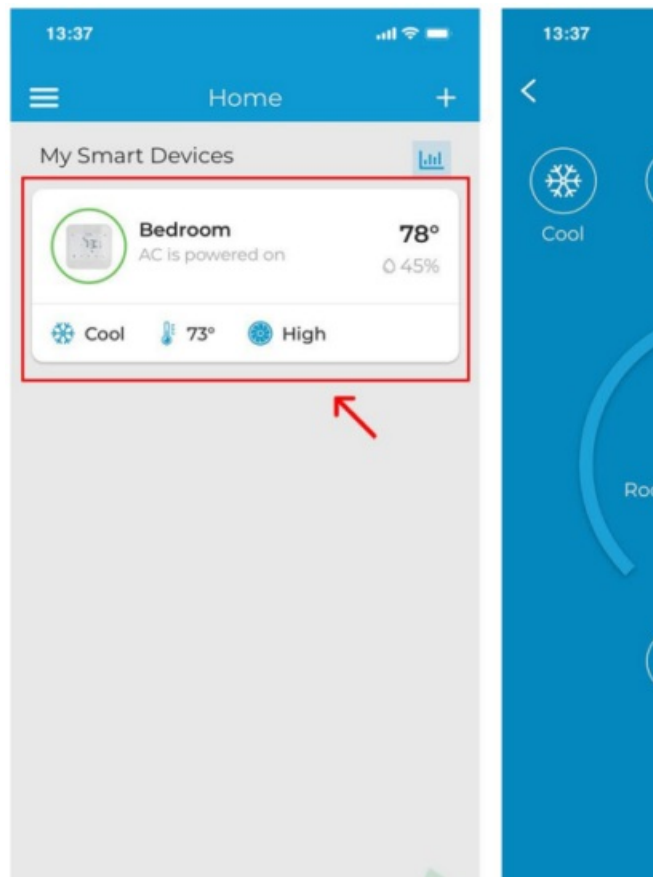 13:37
Home
My Smart Devices
Bedroom
AC is powered on
78°
45%
Cool
73°
High
13:37
Cool